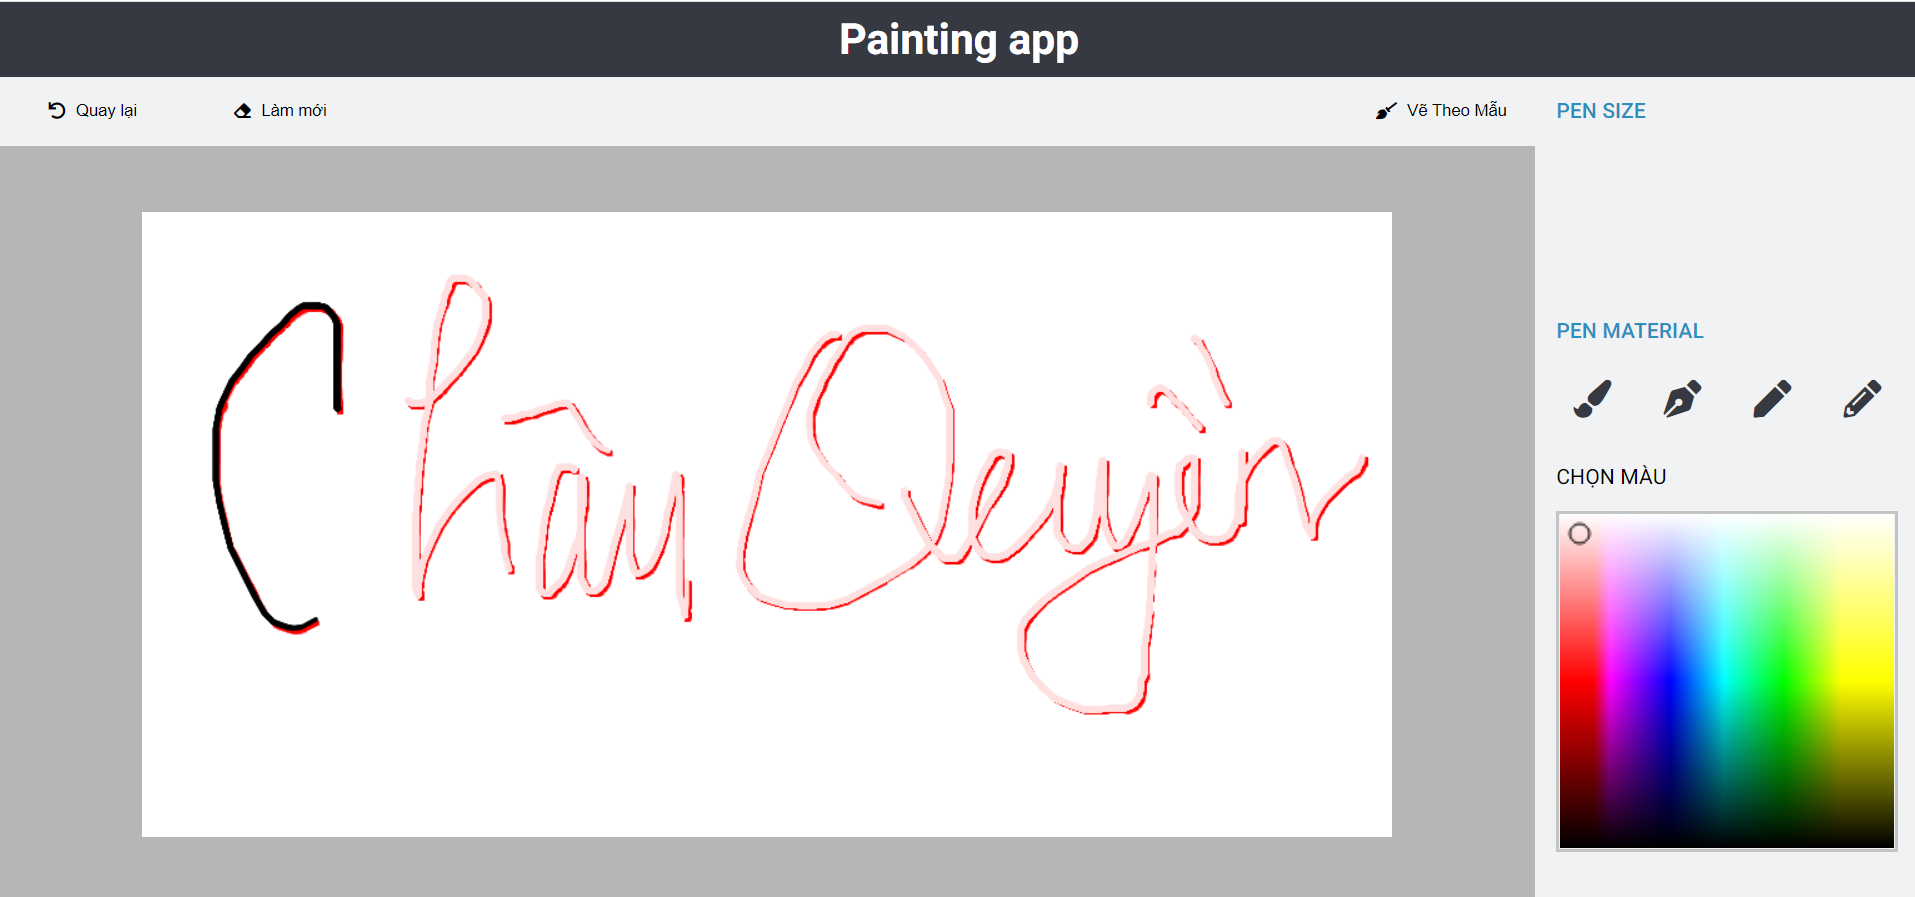 Painting app
Quay lại
Làm mới
Vẽ Theo Mẫu
PEN SIZE
Châu Quyền
PEN MATERIAL
CHỌN MÀU